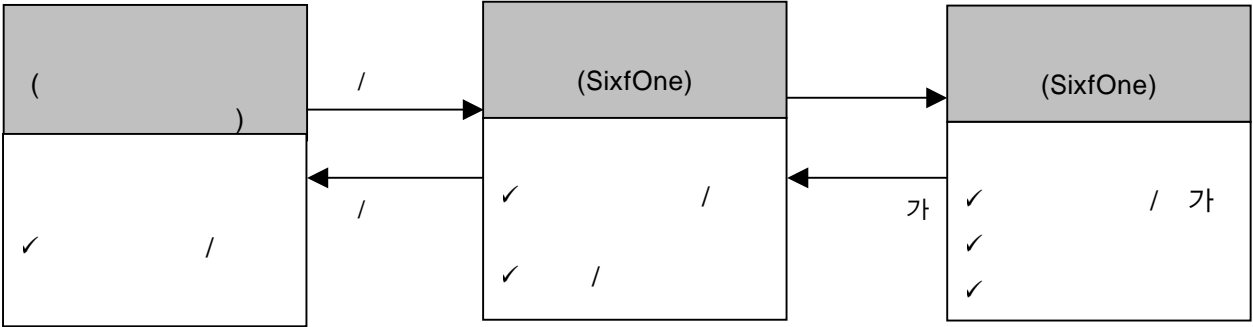 (
)
✓ /
/
/
(SixfOne)
✓ /
✓ /
가
(SixfOne)
✓ / 가
✓
✓